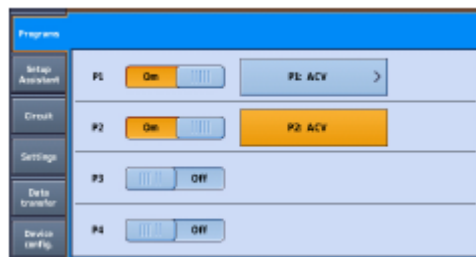 Programs
Setup
Assistant
P1 On P1: ACV >
Circuit
P2 On P2: ACV
Settings
P3 Off
Data
transfer
P4 Off
Device
config.